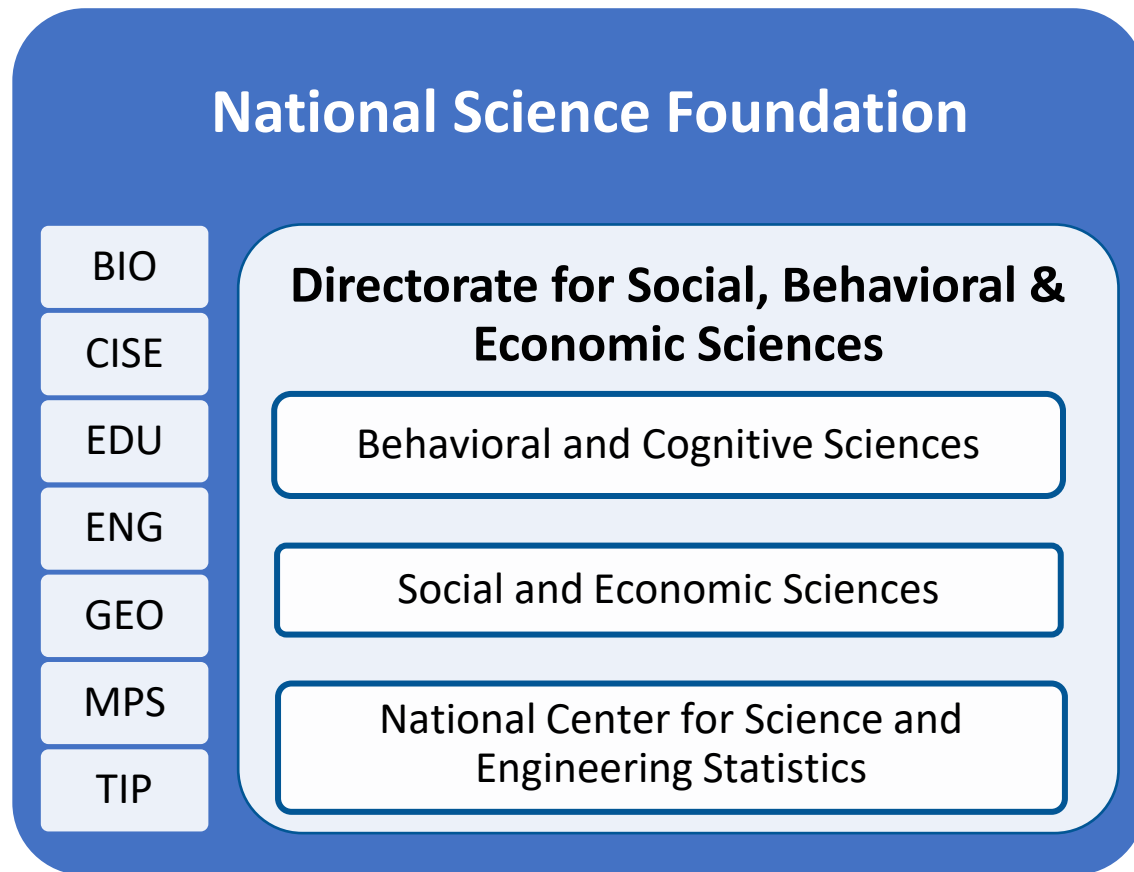 National Science Foundation
BIO
CISE
EDU
ENG
GEO
MPS
TIP
Directorate for Social, Behavioral &
Economic Sciences
Behavioral and Cognitive Sciences
Social and Economic Sciences
National Center for Science and
Engineering Statistics